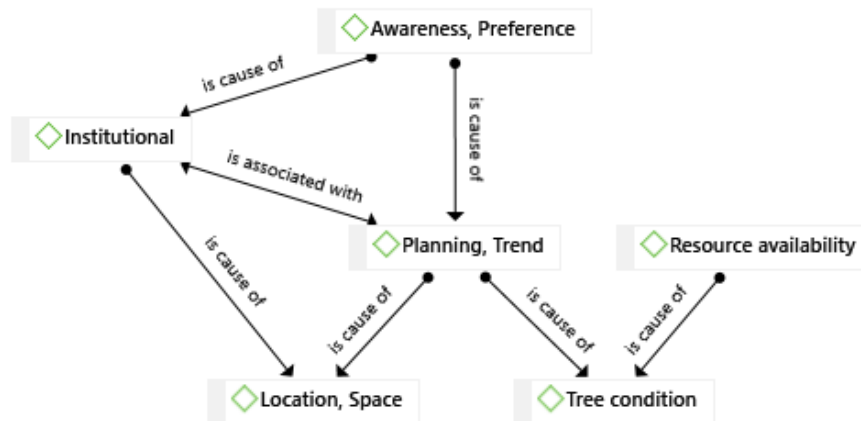 Awareness, Preference
is cause of
is cause of
Institutional
is associated with
is cause of
Planning, Trend
Resource availability
is cause of
is cause of
is cause of
Location, Space
Tree condition